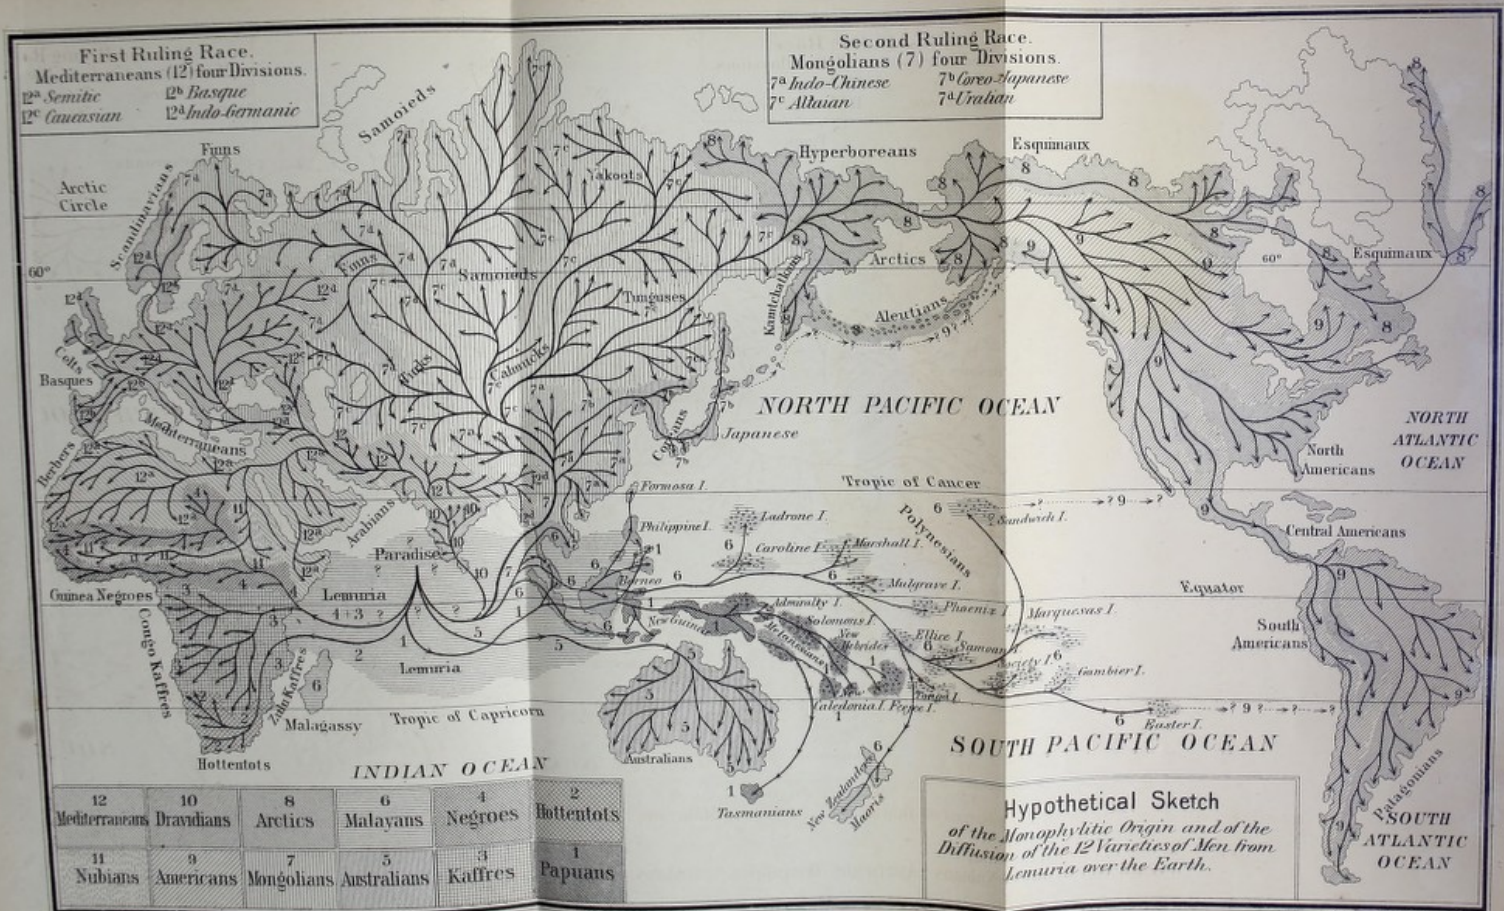 First Ruling Race.
Mediterraneans (12) four Divisions.
12ᵃ Semitic 12ᵇ Basque
12ᶜ Caucasian 12ᵈ Indo-Germanic
Second Ruling Race.
Mongolians (7) four Divisions.
7ᵃ Indo-Chinese 7ᵇ Coreo-Japanese
7ᶜ Altaian 7ᵈ Uralian
Samoieds
Finns
Scandinavians
Arctic
Circle
60°
Yakoots
Hyperboreans
Esquimaux
Finns
Samoieds
Tunguses
Kamtchatkans
Arctics
Aleutians
60°
Esquimaux
Celts
Basques
Turks
Calmucks
Mediterraneans
Berbers
Coreans
Japanese
NORTH PACIFIC OCEAN
North
Americans
NORTH
ATLANTIC
OCEAN
Tropic of Cancer
Formosa I.
Arabians
Philippine I.
Ladrone I.
Caroline I.
Marshall I.
Polynesians
Sandwich I.
Central Americans
Paradise
Lemuria
Borneo
Mulgrave I.
Equator
Guinea Negroes
Congo Kaffres
New Guinea
Admiralty I.
Solomons I.
Melanesians
New
Hebrides
Phoenix I
Marquesas I.
Ellice I.
Samoan I.
Society I.
Gambier I.
South
Americans
Lemuria
Zulu Kaffres
Malagassy
Tropic of Capricorn
New
Caledonia I.
Feejee I.
Tonga I.
Easter I.
Hottentots
INDIAN OCEAN
Australians
Tasmanians
New Zealanders
Maoris
SOUTH PACIFIC OCEAN
Patagonians
SOUTH
ATLANTIC
OCEAN
12 10 8 6 4 2
Mediterraneans Dravidians Arctics Malayans Negroes Hottentots
11 9 7 5 3 1
Nubians Americans Mongolians Australians Kaffres Papuans
Hypothetical Sketch
of the Monophylitic Origin and of the
Diffusion of the 12 Varieties of Men from
Lemuria over the Earth.